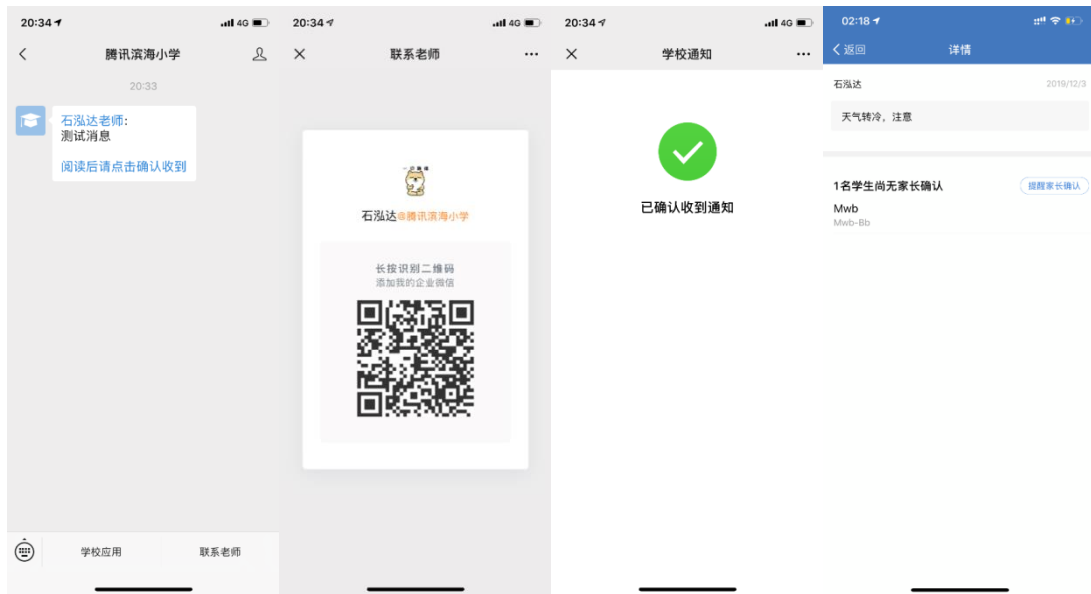 20:34
4G
腾讯滨海小学
20:33
石泓达老师:
测试消息
阅读后请点击确认收到
学校应用
联系老师
20:34
4G
联系老师
石泓达@腾讯滨海小学
长按识别二维码
添加我的企业微信
20:34
4G
学校通知
已确认收到通知
02:18
返回
详情
石泓达
2019/12/3
天气转冷，注意
1名学生尚无家长确认
提醒家长确认
Mwb
Mwb-Bb